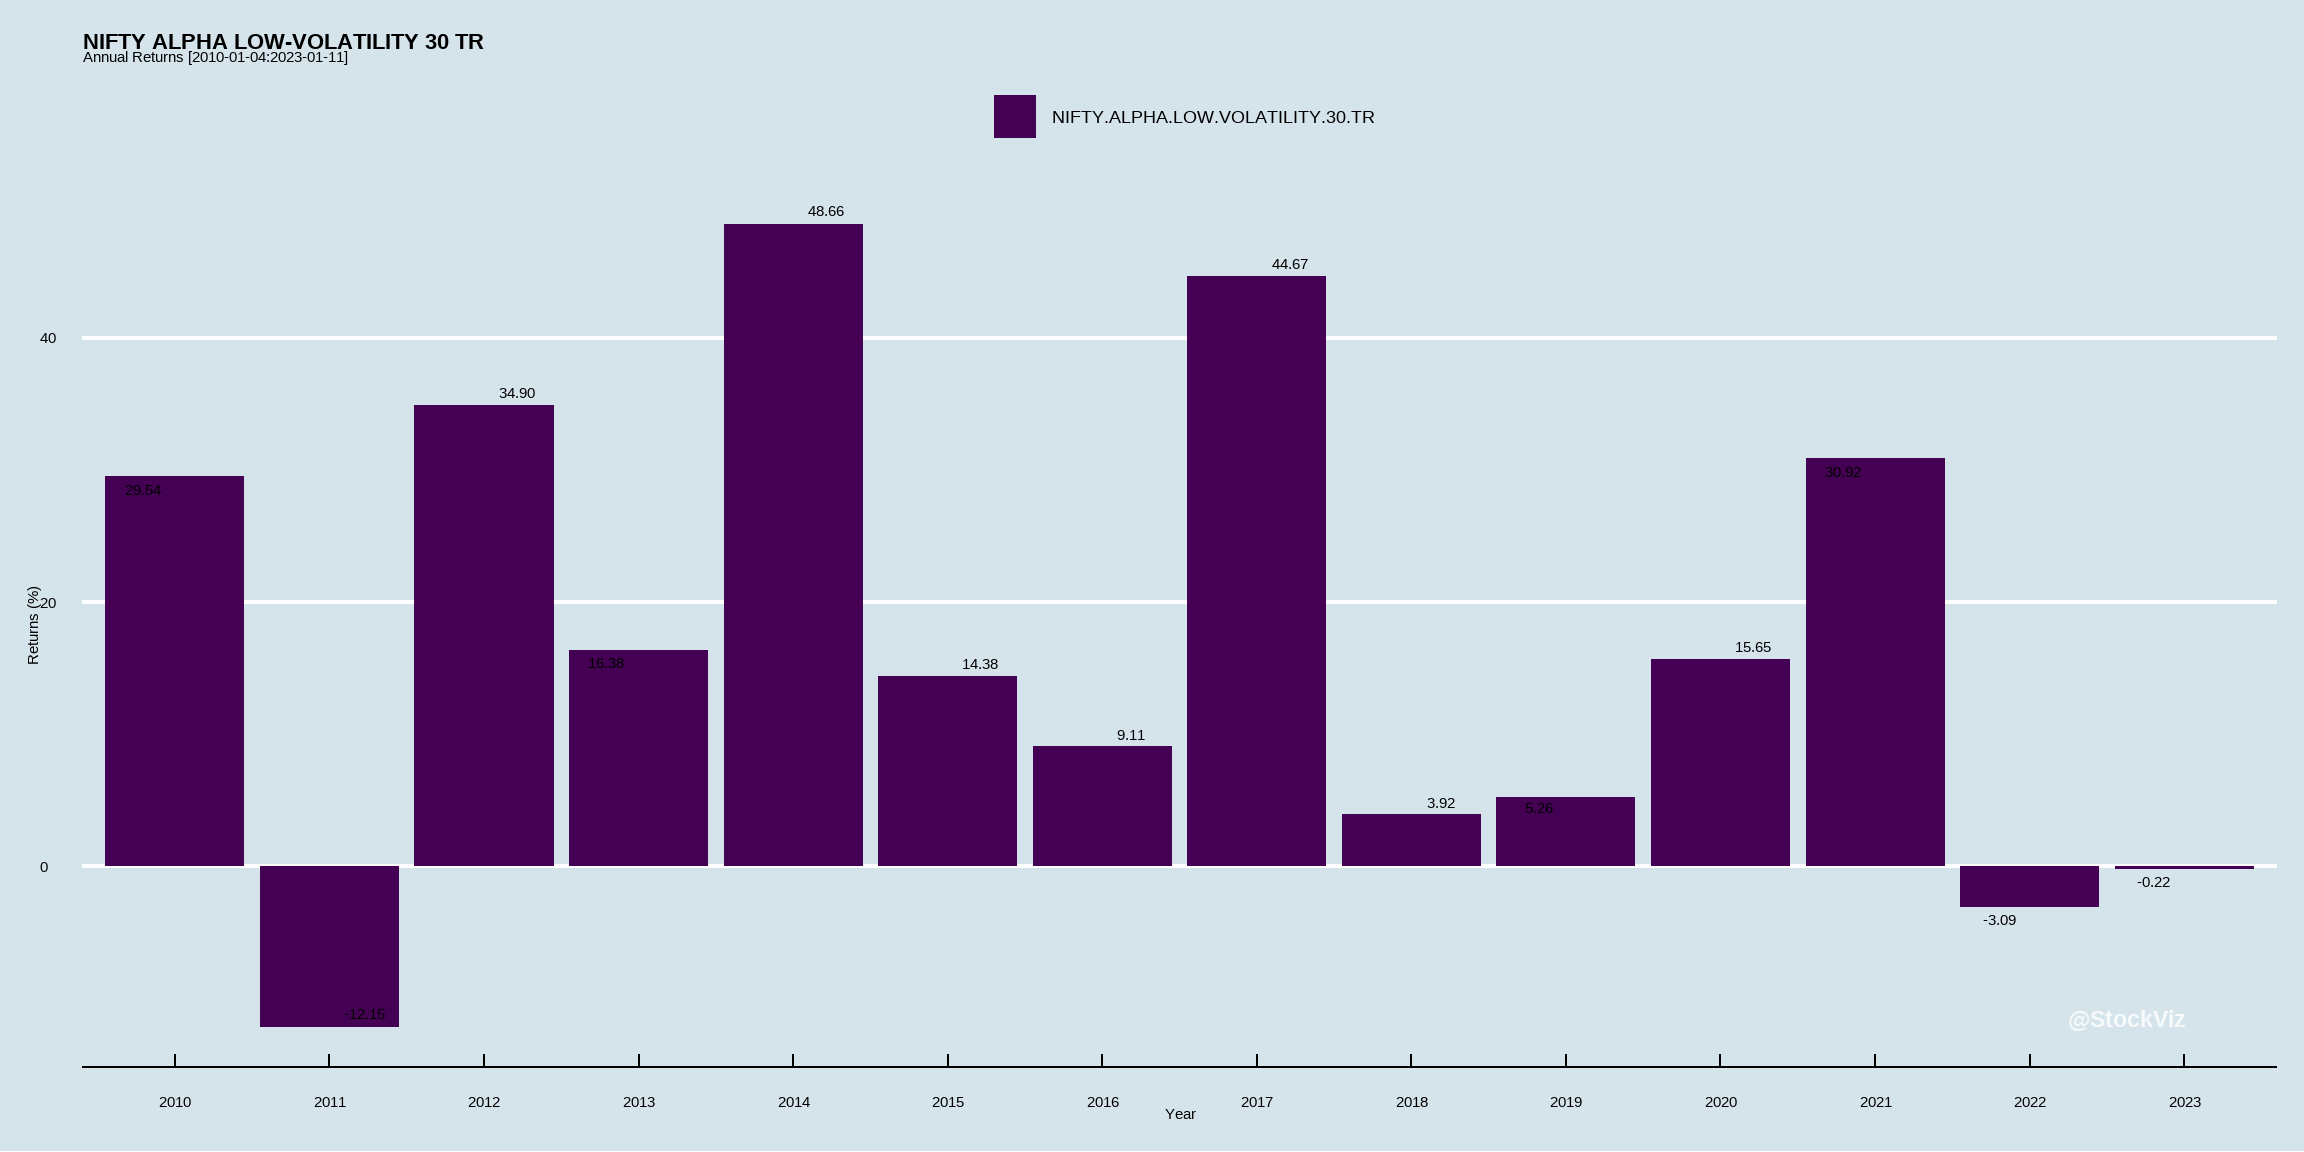 NIFTY ALPHA LOW-VOLATILITY 30 TR
Annual Returns [2010-01-04:2023-01-11]
NIFTY.ALPHA.LOW.VOLATILITY.30.TR
48.66
44.67
40
34.90
29.54
30.92
Returns (%)
20
16.38
14.38
15.65
9.11
3.92
5.26
0
-0.22
-3.09
-12.15
@StockViz
2010 2011 2012 2013 2014 2015 2016 2017 2018 2019 2020 2021 2022 2023
Year